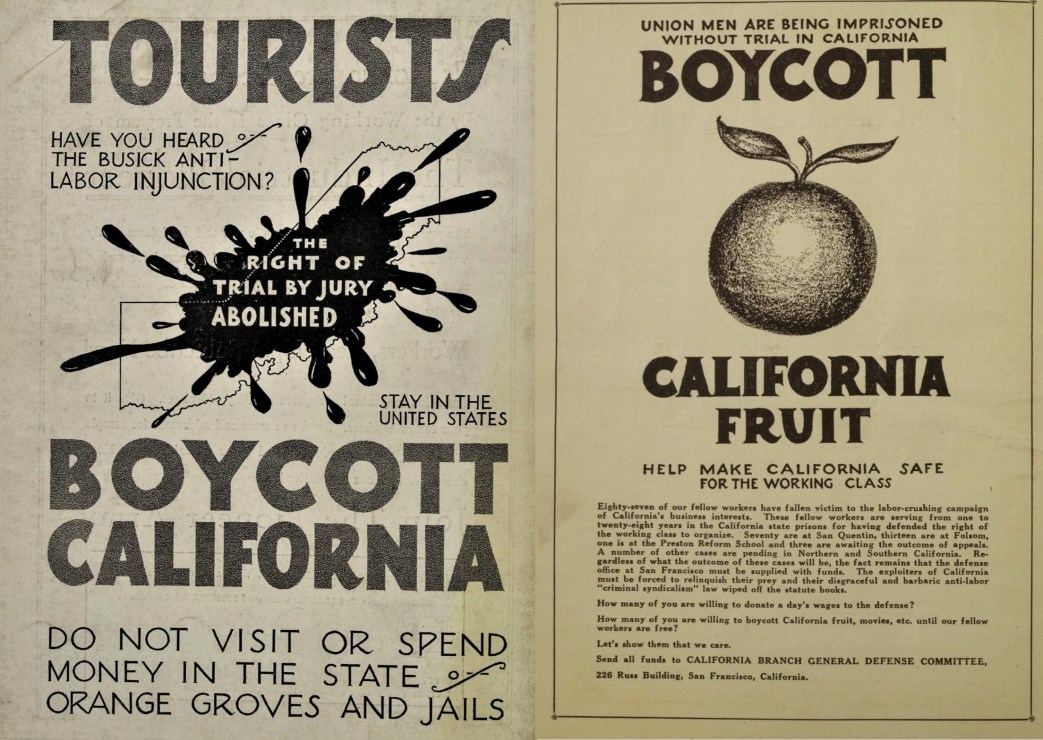 TOURISTS
HAVE YOU HEARD
THE BUSICK ANTI-
LABOR INJUNCTION?
THE
RIGHT OF
TRIAL BY JURY
ABOLISHED
STAY IN THE
UNITED STATES
BOYCOTT
CALIFORNIA
DO NOT VISIT OR SPEND
MONEY IN THE STATE OF
ORANGE GROVES AND JAILS
UNION MEN ARE BEING IMPRISONED
WITHOUT TRIAL IN CALIFORNIA
BOYCOTT
CALIFORNIA
FRUIT
HELP MAKE CALIFORNIA SAFE
FOR THE WORKING CLASS
Eighty-seven of our fellow workers have fallen victim to the labor-crushing campaign
of California's business interests. These fellow workers are serving from one to
twenty-eight years in the California state prisons for having defended the right of
the working class to organize. Seventy are at San Quentin, thirteen are at Folsom,
one is at the Preston Reform School and three are awaiting the outcome of appeals.
A number of other cases are pending in Northern and Southern California. Re-
gardless of what the outcome of these cases will be, the fact remains that the defense
office at San Francisco must be supplied with funds. The exploiters of California
must be forced to relinquish their prey and their disgraceful and barbaric anti-labor
"criminal syndicalism" law wiped off the statute books.
How many of you are willing to donate a day's wages to the defense?
How many of you are willing to boycott California fruit, movies, etc. until our fellow
workers are free?
Let's show them that we care.
Send all funds to CALIFORNIA BRANCH GENERAL DEFENSE COMMITTEE,
226 Russ Building, San Francisco, California.